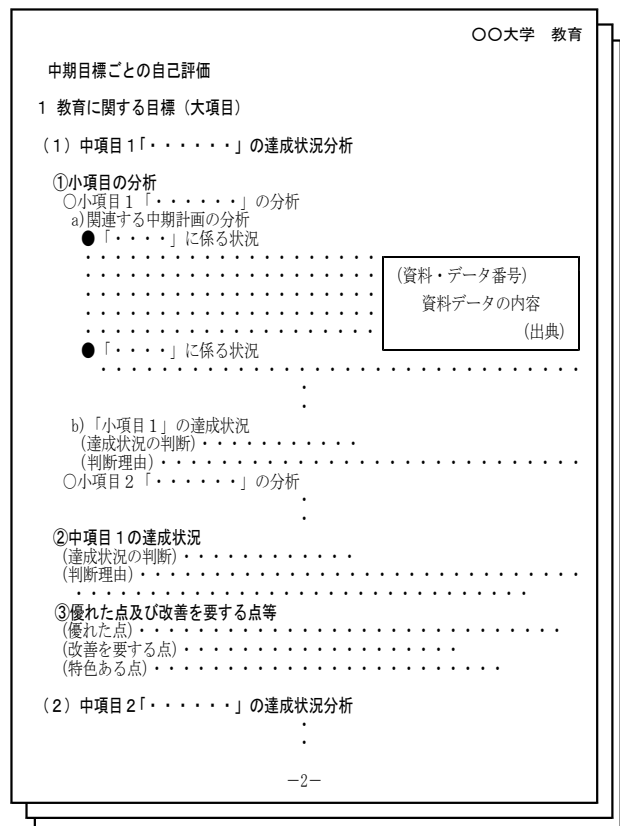 〇〇大学　教育
中期目標ごとの自己評価
１ 教育に関する目標（大項目）
（１）中項目１「・・・・・・」の達成状況分析
①小項目の分析
〇小項目１「・・・・・・」の分析
a)関連する中期計画の分析
●「・・・・」に係る状況
・・・・・・・・・・・・・・・・・・・・
・・・・・・・・・・・・・・・・・・・・
・・・・・・・・・・・・・・・・・・・・
・・・・・・・・・・・・・・・・・・・・
・・・・・・・・・・・・・・・・・・・・
(資料・データ番号)
資料データの内容
(出典)
●「・・・・」に係る状況
・・・・・・・・・・・・・・・・・・・・・・・・・・・・・・・・
・
・
b)「小項目１」の達成状況
(達成状況の判断)・・・・・・・・・・・
(判断理由)・・・・・・・・・・・・・・・・・・・・・・・・・・・・
〇小項目２「・・・・・・」の分析
・
・
②中項目１の達成状況
(達成状況の判断)・・・・・・・・・・・・
(判断理由)・・・・・・・・・・・・・・・・・・・・・・・・・・・・・・
・・・・・・・・・・・・・・・・・・・・・・・・・・・・・・・
③優れた点及び改善を要する点等
(優れた点)・・・・・・・・・・・・・・・・・・・・・・・・・・・・・
(改善を要する点)・・・・・・・・・・・・・・・・・・・
(特色ある点)・・・・・・・・・・・・・・・・・・・・・・・・
（２）中項目２「・・・・・・」の達成状況分析
・
・
－2－